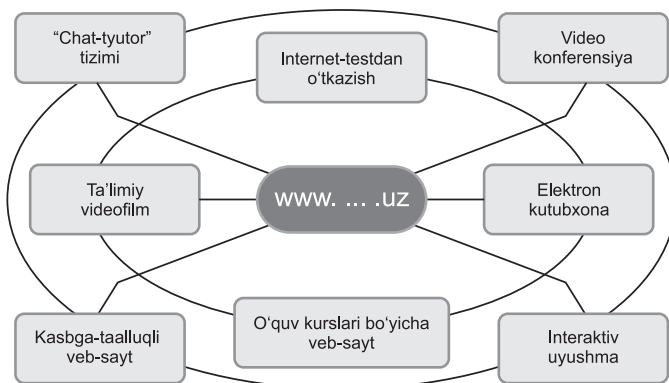 “Chat-tyutor”
tizimi
Internet-testdan
o‘tkazish
Video
konferensiya
Ta’limiy
videofilm
www. ... .uz
Elektron
kutubxona
Kasbga-taalluqli
veb-sayt
O‘quv kurslari bo‘yicha
veb-sayt
Interaktiv
uyushma